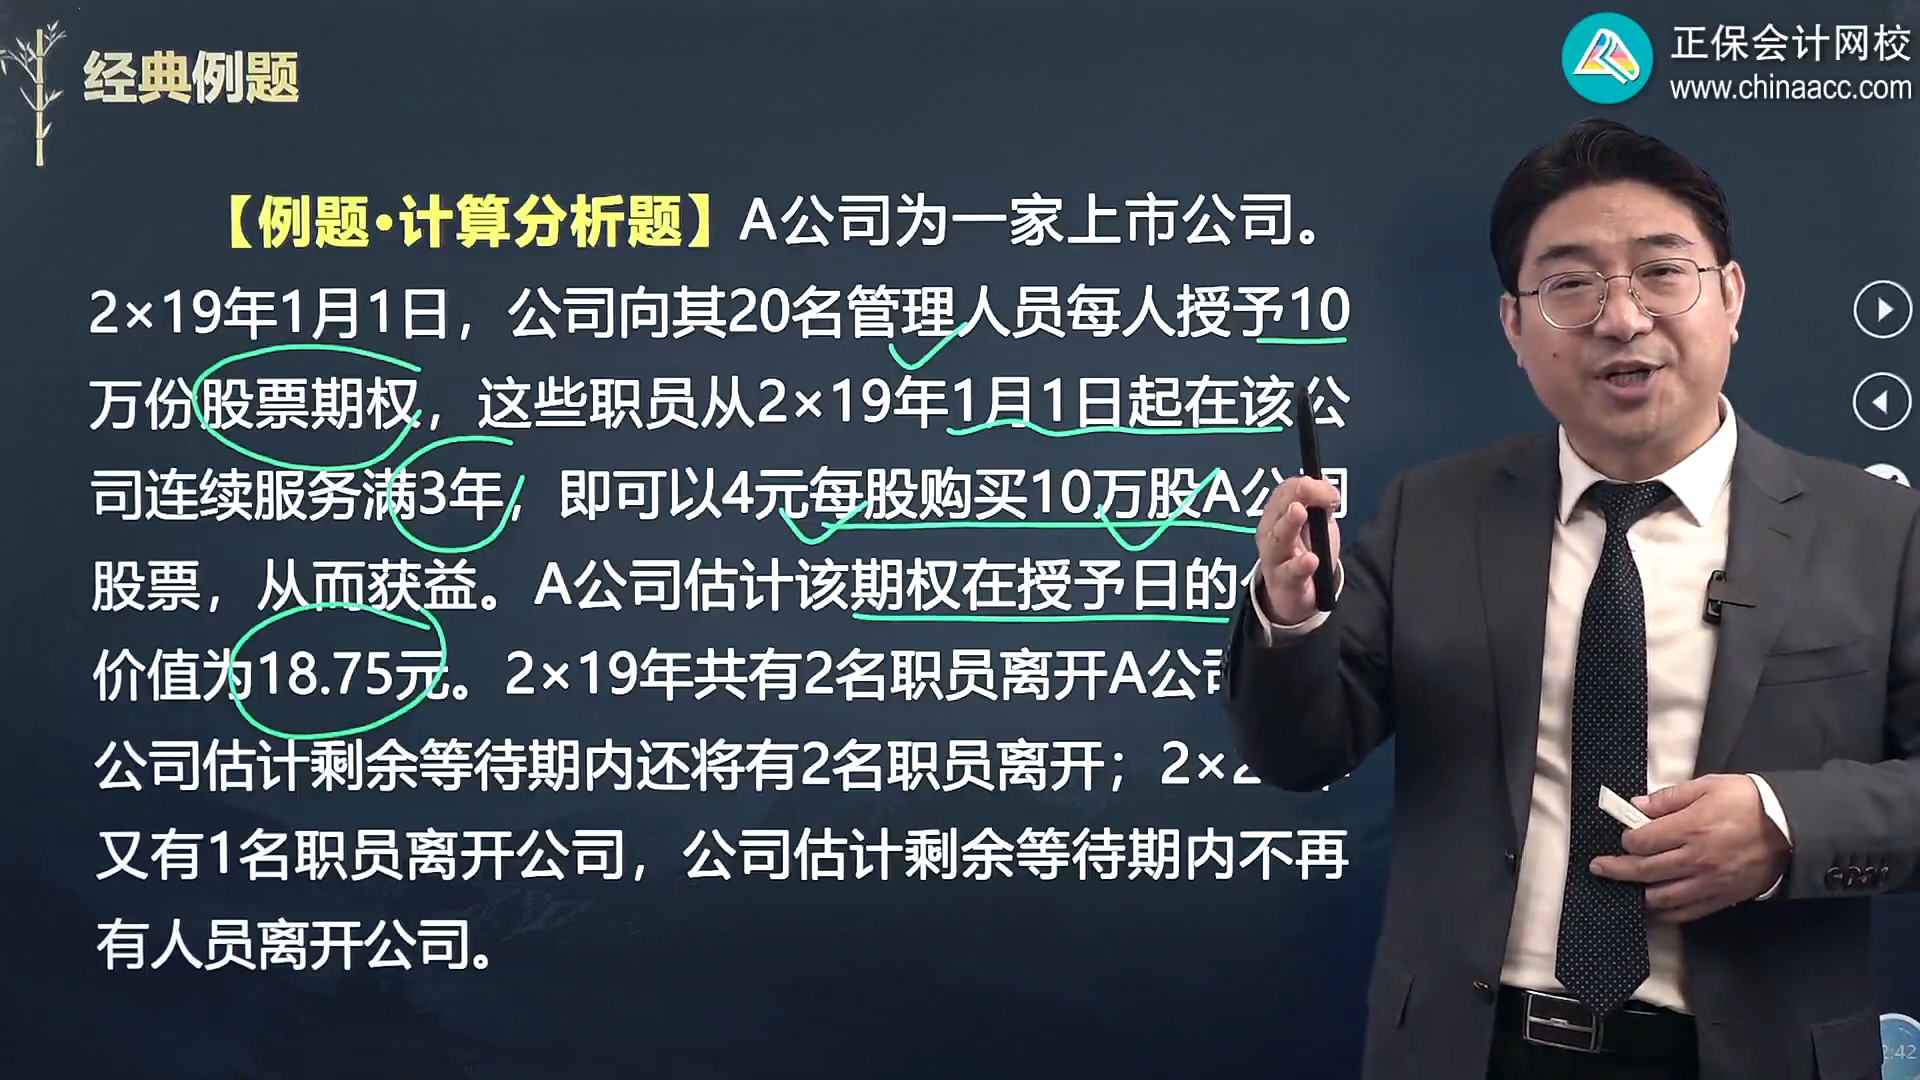 经典例题
正保会计网校
www.chinaacc.com
【例题·计算分析题】A公司为一家上市公司。
2×19年1月1日，公司向其20名管理人员每人授予10
万份股票期权，这些职员从2×19年1月1日起在该公
司连续服务满3年，即可以4元每股购买10万股A公司
股票，从而获益。A公司估计该期权在授予日的
价值为18.75元。2×19年共有2名职员离开A公司
公司估计剩余等待期内还将有2名职员离开；2×2
又有1名职员离开公司，公司估计剩余等待期内不再
有人员离开公司。
2:42